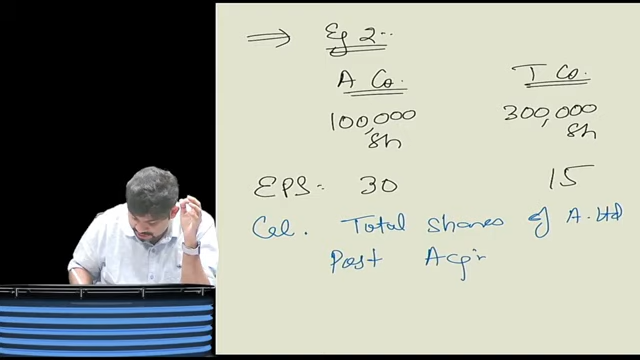 ⇒ Eg 2..
A Co. T Co.
100,000 Sh 300,000 Sh
EPS = 30 15
Cal. Total Shares of A. Ltd
Post Acqⁿ